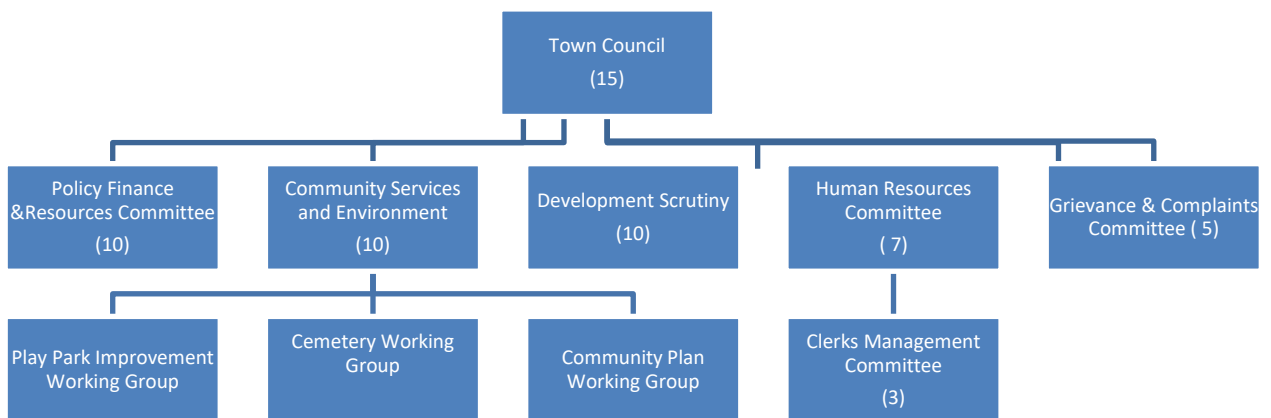 Town Council
(15)
Policy Finance
&Resources Committee
(10)
Community Services
and Environment
(10)
Development Scrutiny
(10)
Human Resources
Committee
( 7)
Grievance & Complaints
Committee ( 5)
Play Park Improvement
Working Group
Cemetery Working
Group
Community Plan
Working Group
Clerks Management
Committee
(3)